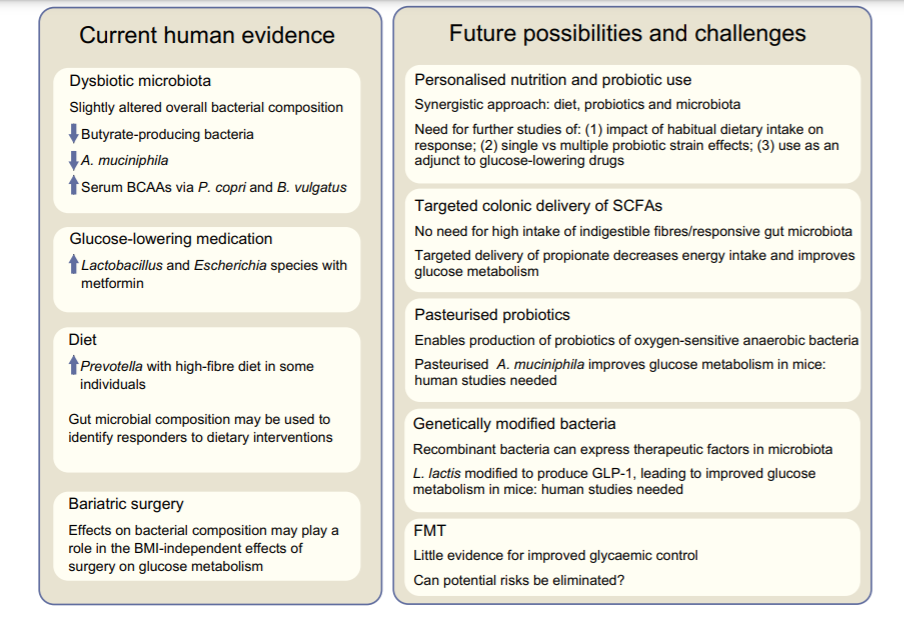 Current human evidence
Dysbiotic microbiota
Slightly altered overall bacterial composition
Butyrate-producing bacteria
A. muciniphila
Serum BCAAs via P. copri and B. vulgatus
Glucose-lowering medication
Lactobacillus and Escherichia species with
metformin
Diet
Prevotella with high-fibre diet in some
individuals
Gut microbial composition may be used to
identify responders to dietary interventions
Bariatric surgery
Effects on bacterial composition may play a
role in the BMI-independent effects of
surgery on glucose metabolism
Future possibilities and challenges
Personalised nutrition and probiotic use
Synergistic approach: diet, probiotics and microbiota
Need for further studies of: (1) impact of habitual dietary intake on
response; (2) single vs multiple probiotic strain effects; (3) use as an
adjunct to glucose-lowering drugs
Targeted colonic delivery of SCFAs
No need for high intake of indigestible fibres/responsive gut microbiota
Targeted delivery of propionate decreases energy intake and improves
glucose metabolism
Pasteurised probiotics
Enables production of probiotics of oxygen-sensitive anaerobic bacteria
Pasteurised A. muciniphila improves glucose metabolism in mice:
human studies needed
Genetically modified bacteria
Recombinant bacteria can express therapeutic factors in microbiota
L. lactis modified to produce GLP-1, leading to improved glucose
metabolism in mice: human studies needed
FMT
Little evidence for improved glycaemic control
Can potential risks be eliminated?